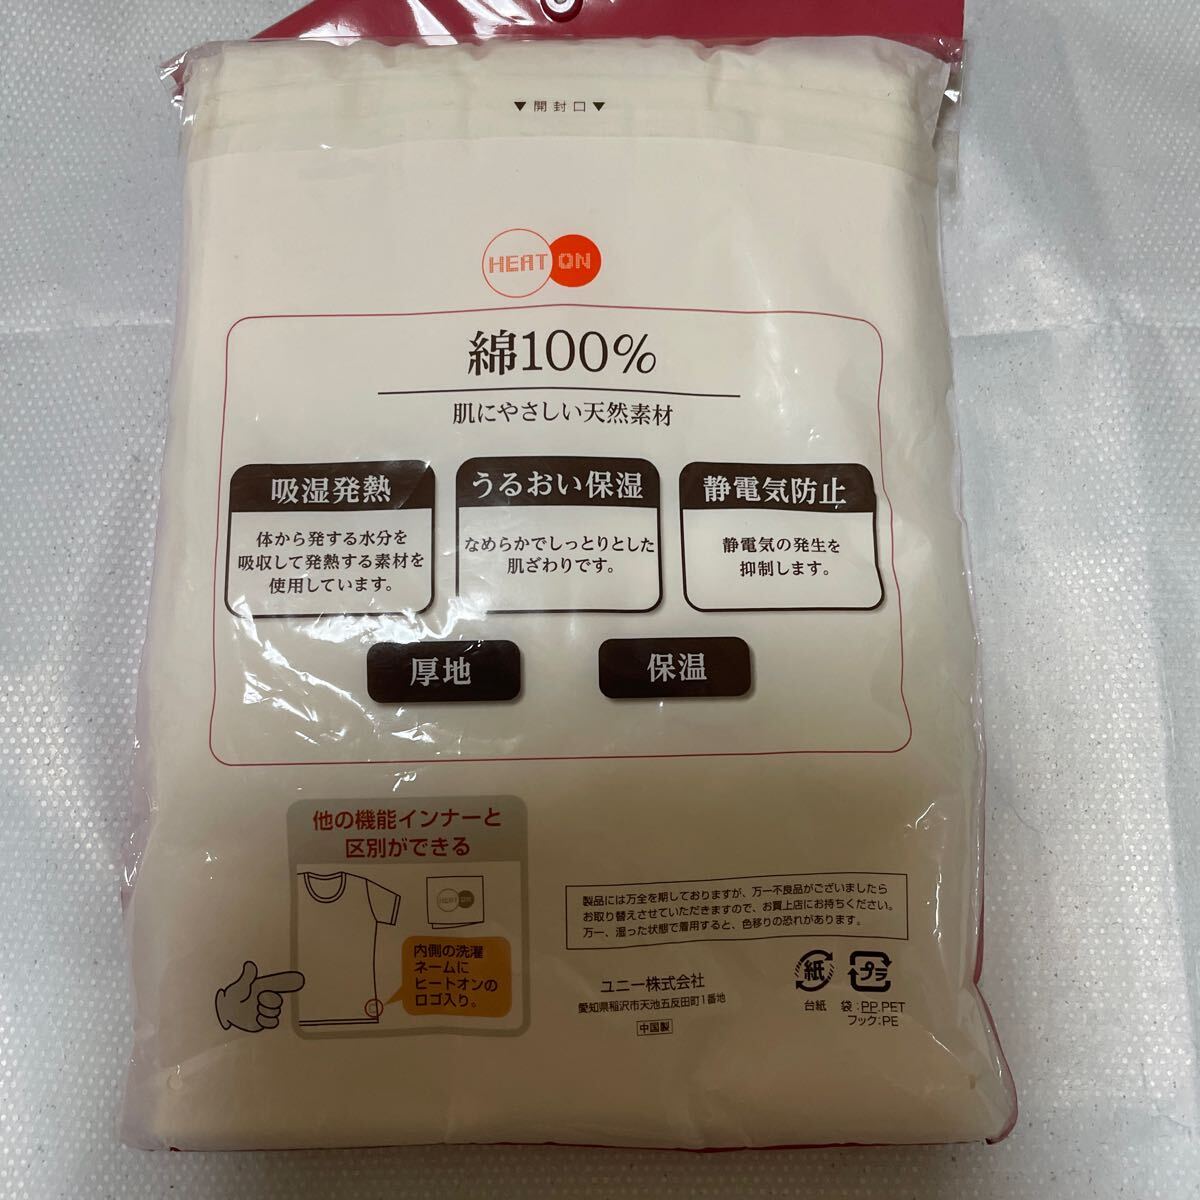 ▼開封口▼
HEAT ON
綿100%
肌にやさしい天然素材
吸湿発熱
体から発する水分を
吸収して発熱する素材を
使用しています。
うるおい保湿
なめらかでしっとりとした
肌ざわりです。
静電気防止
静電気の発生を
抑制します。
厚地
保温
他の機能インナーと
区別ができる
HEAT ON
内側の洗濯
ネームに
ヒートオンの
ロゴ入り。
製品には万全を期しておりますが、万一不良品がございましたら
お取り替えさせていただきますので、お買上店にお持ちください。
万一、湿った状態で着用すると、色移りの恐れがあります。
ユニー株式会社
愛知県稲沢市天池五反田町1番地
中国製
紙
台紙
プラ
袋:PP.PET
フック:PE